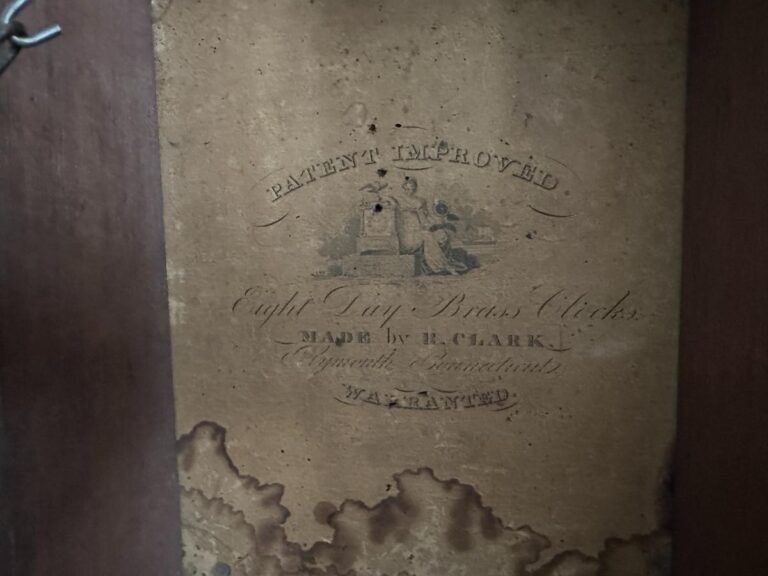 PATENT IMPROVED.
Eight Day Brass Clocks.
MADE by H. CLARK.
Plymouth Connecticut.
WARRANTED.